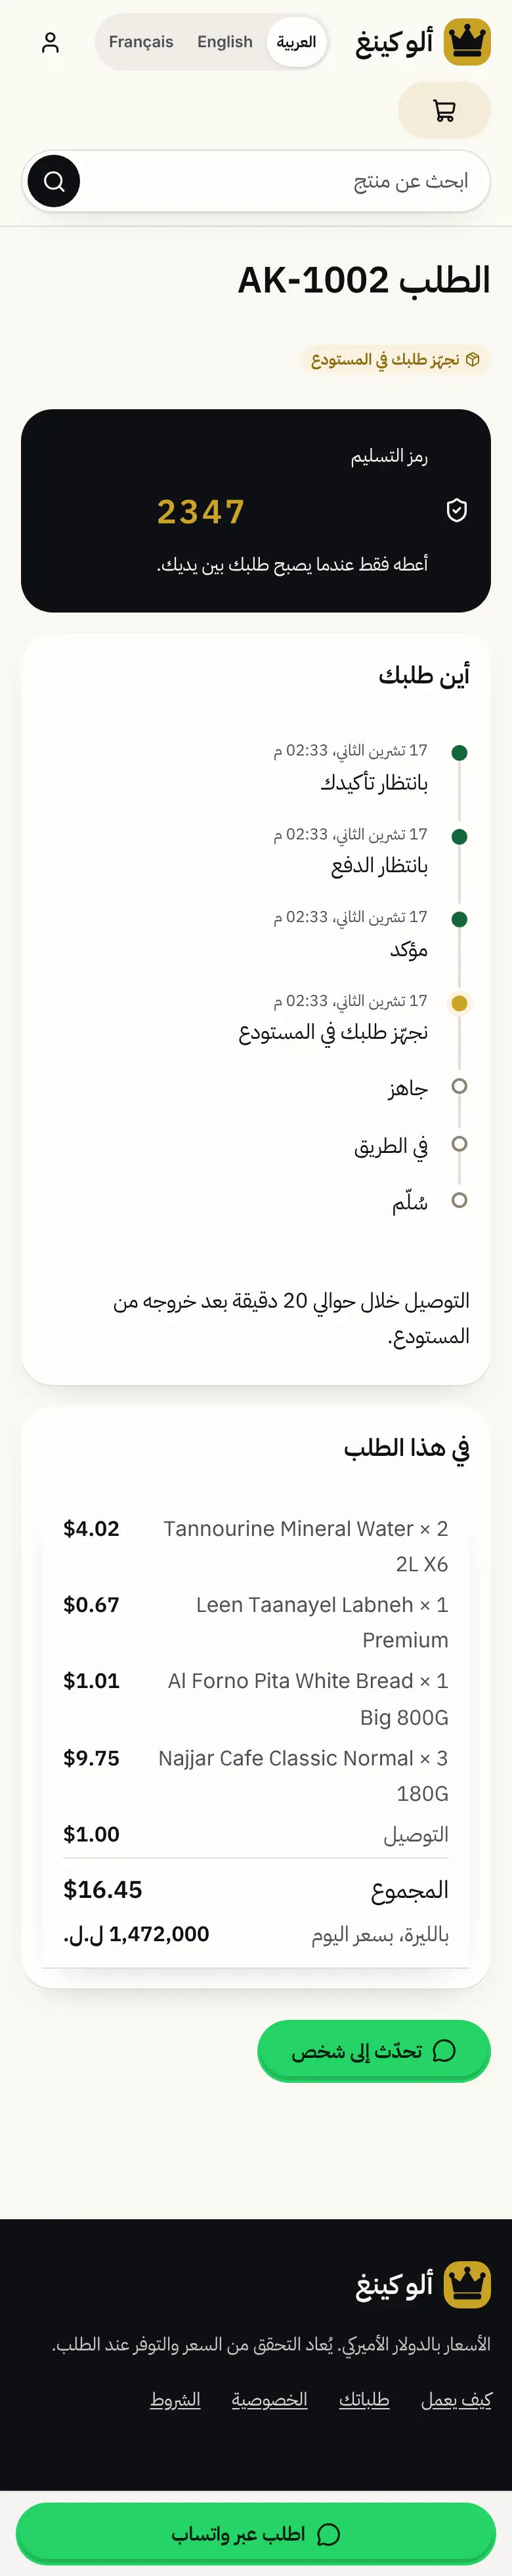 ألو كينغ
العربية English Français
ابحث عن منتج
الطلب AK-1002
نجهّز طلبك في المستودع
رمز التسليم
2347
أعطه فقط عندما يصبح طلبك بين يديك.
أين طلبك
17 تشرين الثاني، 02:33 م
بانتظار تأكيدك
17 تشرين الثاني، 02:33 م
بانتظار الدفع
17 تشرين الثاني، 02:33 م
مؤكد
17 تشرين الثاني، 02:33 م
نجهّز طلبك في المستودع
جاهز
في الطريق
سُلّم
التوصيل خلال حوالي 20 دقيقة بعد خروجه من
المستودع.
في هذا الطلب
2 × Tannourine Mineral Water $4.02
2L X6
1 × Leen Taanayel Labneh $0.67
Premium
1 × Al Forno Pita White Bread $1.01
Big 800G
3 × Najjar Cafe Classic Normal $9.75
180G
التوصيل $1.00
المجموع $16.45
بالليرة، بسعر اليوم 1,472,000 ل.ل.
تحدّث إلى شخص
ألو كينغ
الأسعار بالدولار الأميركي. يُعاد التحقق من السعر والتوفر عند الطلب.
كيف يعمل طلباتك الخصوصية الشروط
اطلب عبر واتساب